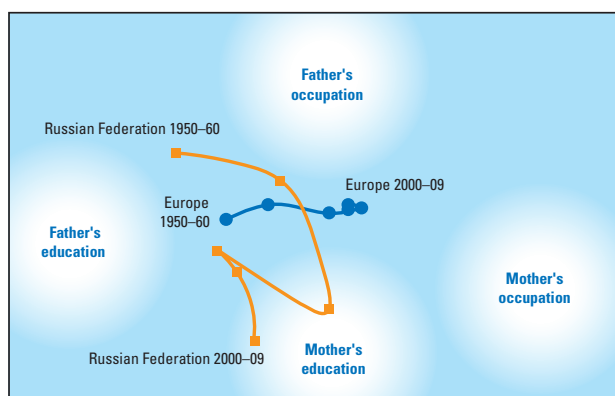 Father's
occupation
Russian Federation 1950–60
Europe 2000–09
Europe
1950–60
Father's
education
Mother's
occupation
Mother's
education
Russian Federation 2000–09